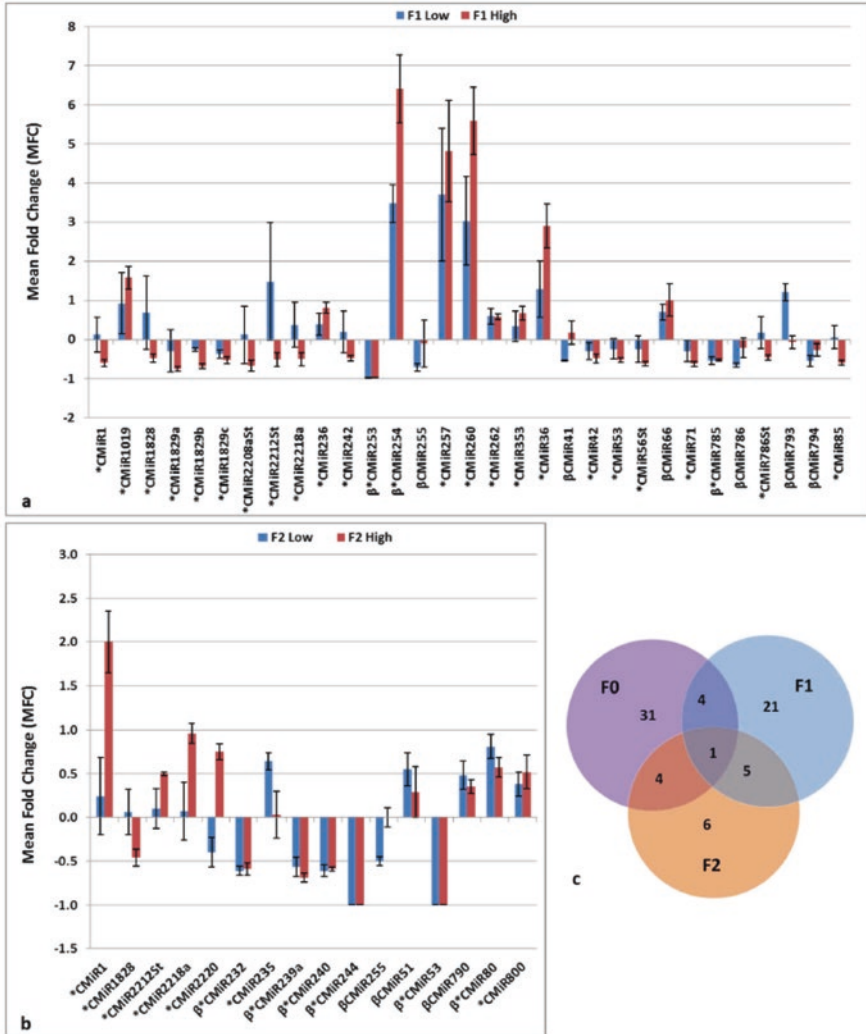 F1 Low F1 High
Mean Fold Change (MFC)
8
7
6
5
4
3
2
1
0
-1
-2
*CMiR1
*CMiR1019
*CMiR1828
*CMiR1829a
*CMiR1829b
*CMiR1829c
*CMiR2208aSt
*CMiR2212St
*CMiR2218a
*CMiR236
*CMiR242
β*CMiR253
β*CMiR254
βCMiR255
*CMiR257
*CMiR260
*CMiR262
*CMiR353
*CMiR36
βCMiR41
*CMiR42
*CMiR53
*CMiR56St
βCMiR66
*CMiR71
β*CMiR785
βCMiR786
*CMiR786St
βCMiR793
βCMiR794
*CMiR85
a
F2 Low F2 High
Mean Fold Change (MFC)
3.0
2.5
2.0
1.5
1.0
0.5
0.0
-0.5
-1.0
-1.5
*CMiR1
*CMiR1828
*CMiR2212St
*CMiR2218a
*CMiR2220
β*CMiR232
*CMiR235
β*CMiR239a
β*CMiR240
β*CMiR244
βCMiR255
βCMiR51
β*CMiR53
βCMiR790
β*CMiR80
*CMiR800
b
F0
31
4
F1
21
1
4
5
6
F2
c